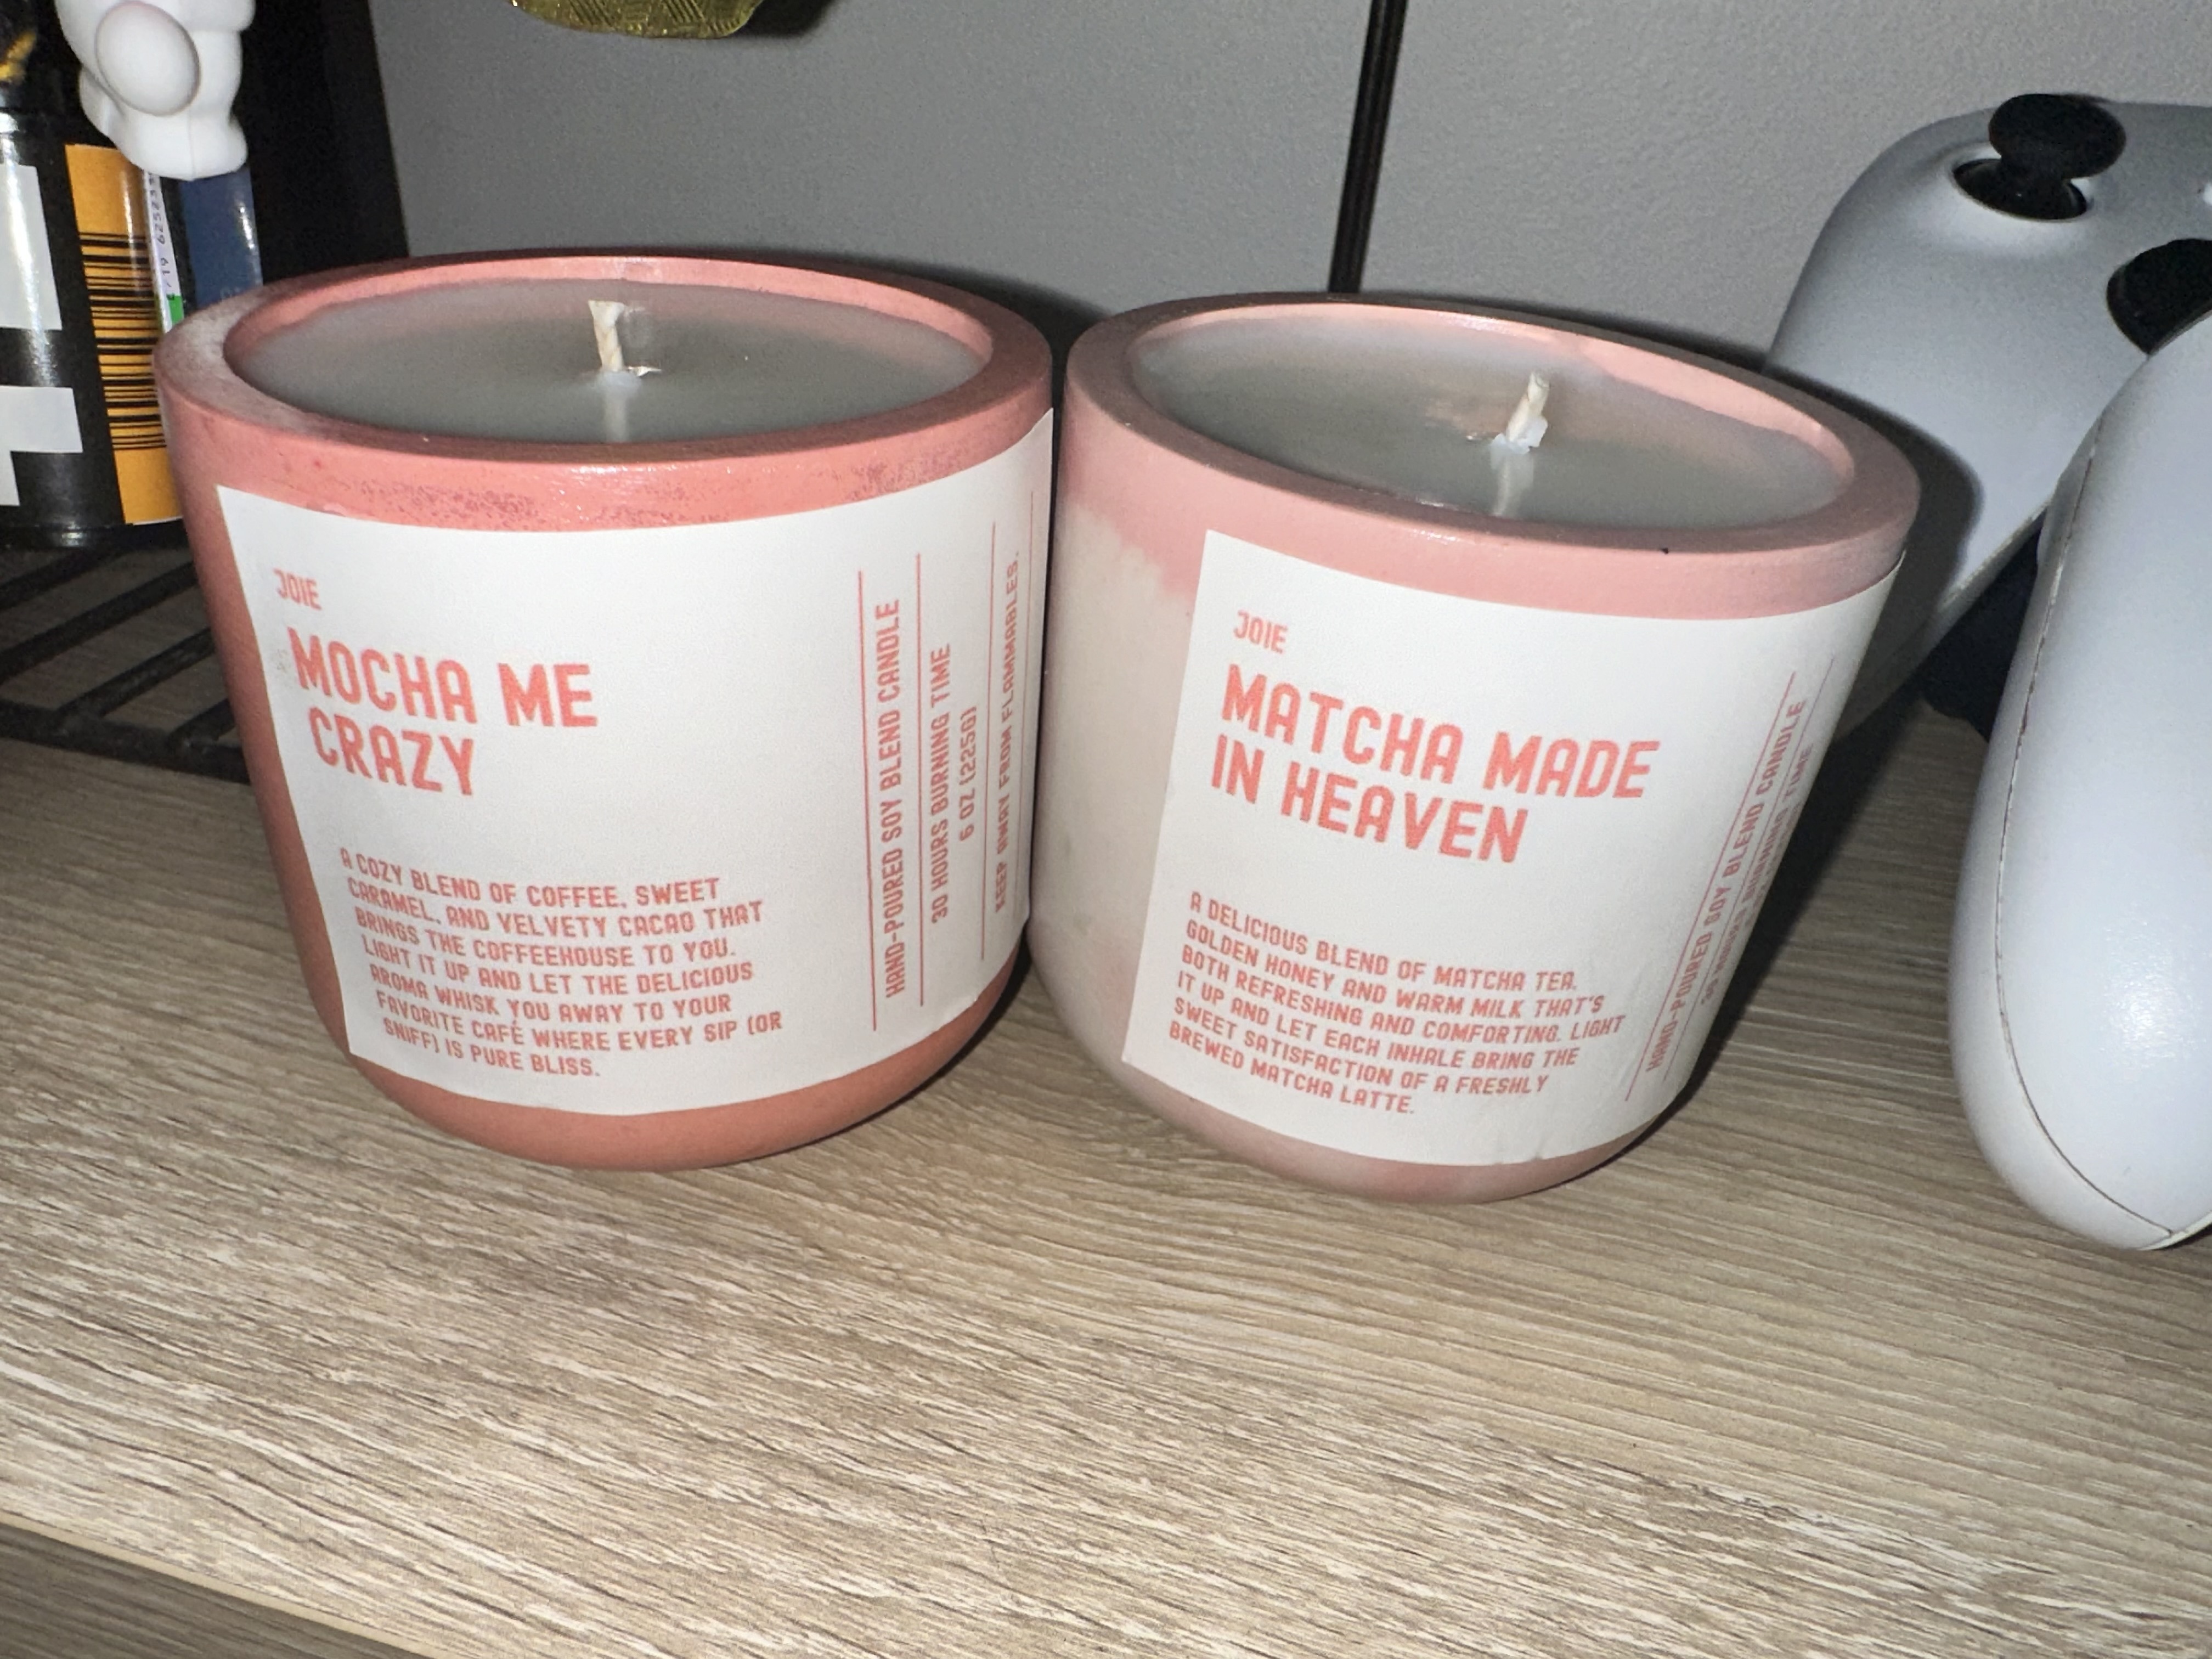 JOIE
MOCHA ME
CRAZY
A COZY BLEND OF COFFEE, SWEET
CARAMEL, AND VELVETY CACAO THAT
BRINGS THE COFFEEHOUSE TO YOU.
LIGHT IT UP AND LET THE DELICIOUS
AROMA WHISK YOU AWAY TO YOUR
FAVORITE CAFÉ WHERE EVERY SIP (OR
SNIFF) IS PURE BLISS.
HAND-POURED SOY BLEND CANDLE
30 HOURS BURNING TIME
6 OZ (225G)
KEEP AWAY FROM FLAMMABLES.
JOIE
MATCHA MADE
IN HEAVEN
A DELICIOUS BLEND OF MATCHA TEA,
GOLDEN HONEY AND WARM MILK THAT'S
BOTH REFRESHING AND COMFORTING. LIGHT
IT UP AND LET EACH INHALE BRING THE
SWEET SATISFACTION OF A FRESHLY
BREWED MATCHA LATTE.
HAND-POURED SOY BLEND CANDLE
30 HOURS BURNING TIME